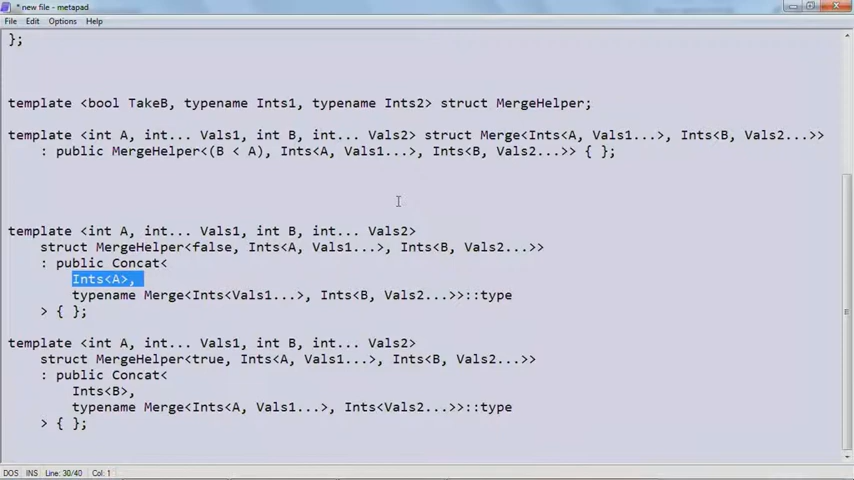 * new file - metapad
File Edit Options Help
};
template <bool TakeB, typename Ints1, typename Ints2> struct MergeHelper;
template <int A, int... Vals1, int B, int... Vals2> struct Merge<Ints<A, Vals1...>, Ints<B, Vals2...>>
: public MergeHelper<(B < A), Ints<A, Vals1...>, Ints<B, Vals2...>> { };
template <int A, int... Vals1, int B, int... Vals2>
struct MergeHelper<false, Ints<A, Vals1...>, Ints<B, Vals2...>>
: public Concat<
Ints<A>,
typename Merge<Ints<Vals1...>, Ints<B, Vals2...>>::type
> { };
template <int A, int... Vals1, int B, int... Vals2>
struct MergeHelper<true, Ints<A, Vals1...>, Ints<B, Vals2...>>
: public Concat<
Ints<B>,
typename Merge<Ints<A, Vals1...>, Ints<Vals2...>>::type
> { };
DOS INS Line: 30/40 Col: 1